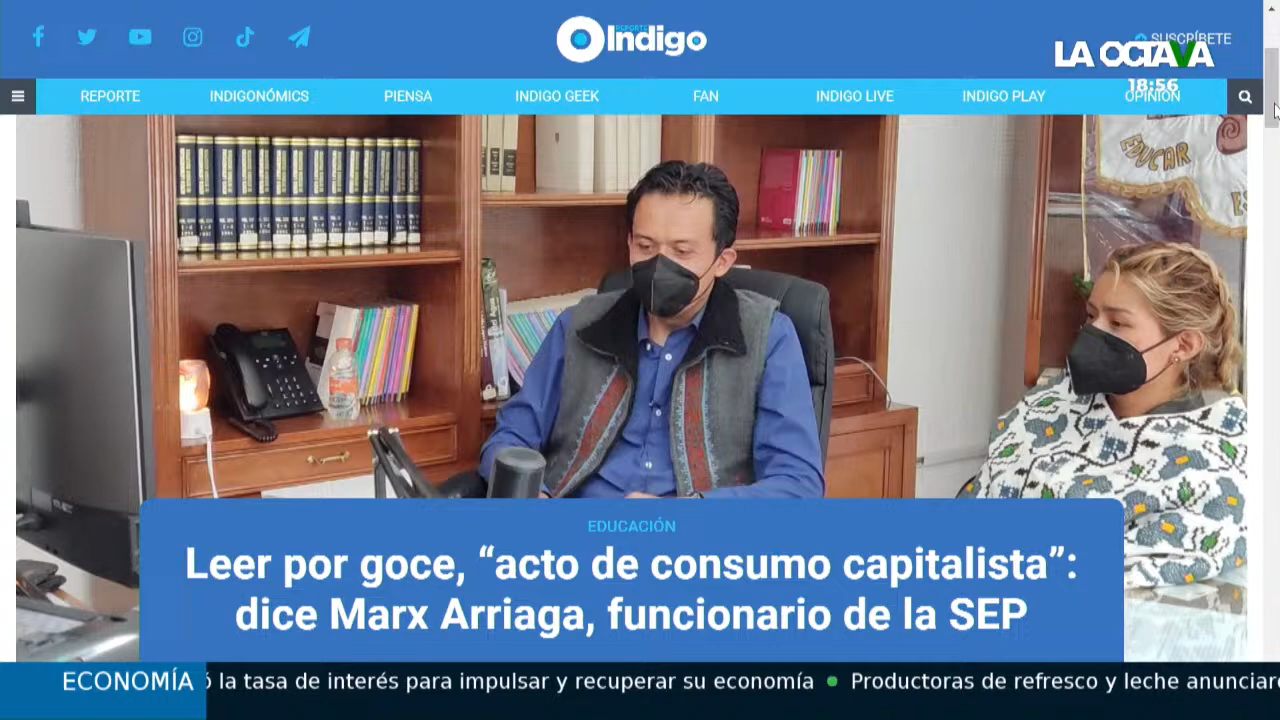 REPORTE
Indigo
SUSCRÍBETE
LA OCTAVA
18:56
REPORTE
INDIGONÓMICS
PIENSA
INDIGO GEEK
FAN
INDIGO LIVE
INDIGO PLAY
OPINIÓN
EDUCAR
EDUCACIÓN
Leer por goce, “acto de consumo capitalista”:
dice Marx Arriaga, funcionario de la SEP
ECONOMÍA
ó la tasa de interés para impulsar y recuperar su economía ● Productoras de refresco y leche anunciaro